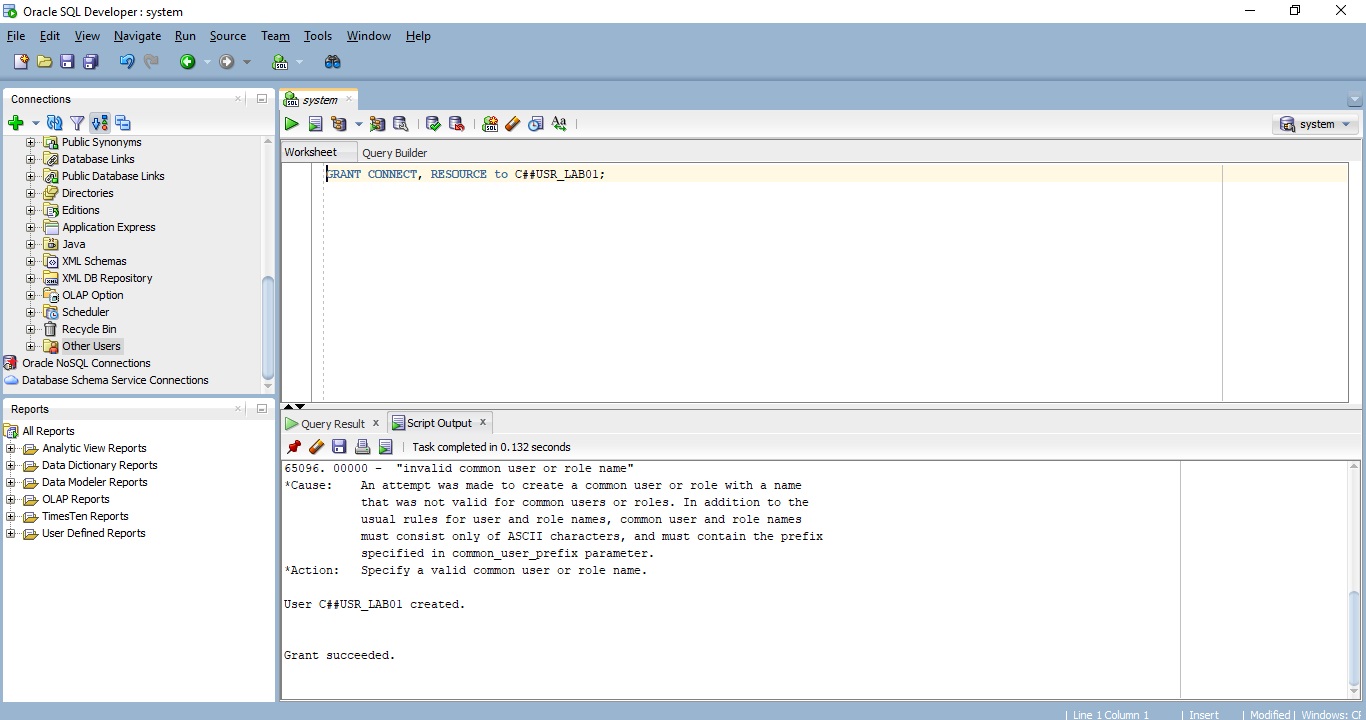 Oracle SQL Developer : system
File Edit View Navigate Run Source Team Tools Window Help
Connections
Public Synonyms
Database Links
Public Database Links
Directories
Editions
Application Express
Java
XML Schemas
XML DB Repository
OLAP Option
Scheduler
Recycle Bin
Other Users
Oracle NoSQL Connections
Database Schema Service Connections
Reports
All Reports
Analytic View Reports
Data Dictionary Reports
Data Modeler Reports
OLAP Reports
TimesTen Reports
User Defined Reports
system
system
Worksheet Query Builder
GRANT CONNECT, RESOURCE to C##USR_LAB01;
Query Result x Script Output x
Task completed in 0.132 seconds
65096. 00000 - "invalid common user or role name"
*Cause: An attempt was made to create a common user or role with a name
that was not valid for common users or roles. In addition to the
usual rules for user and role names, common user and role names
must consist only of ASCII characters, and must contain the prefix
specified in common_user_prefix parameter.
*Action: Specify a valid common user or role name.
User C##USR_LAB01 created.
Grant succeeded.
| Line 1 Column 1 | Insert | Modified | Windows: